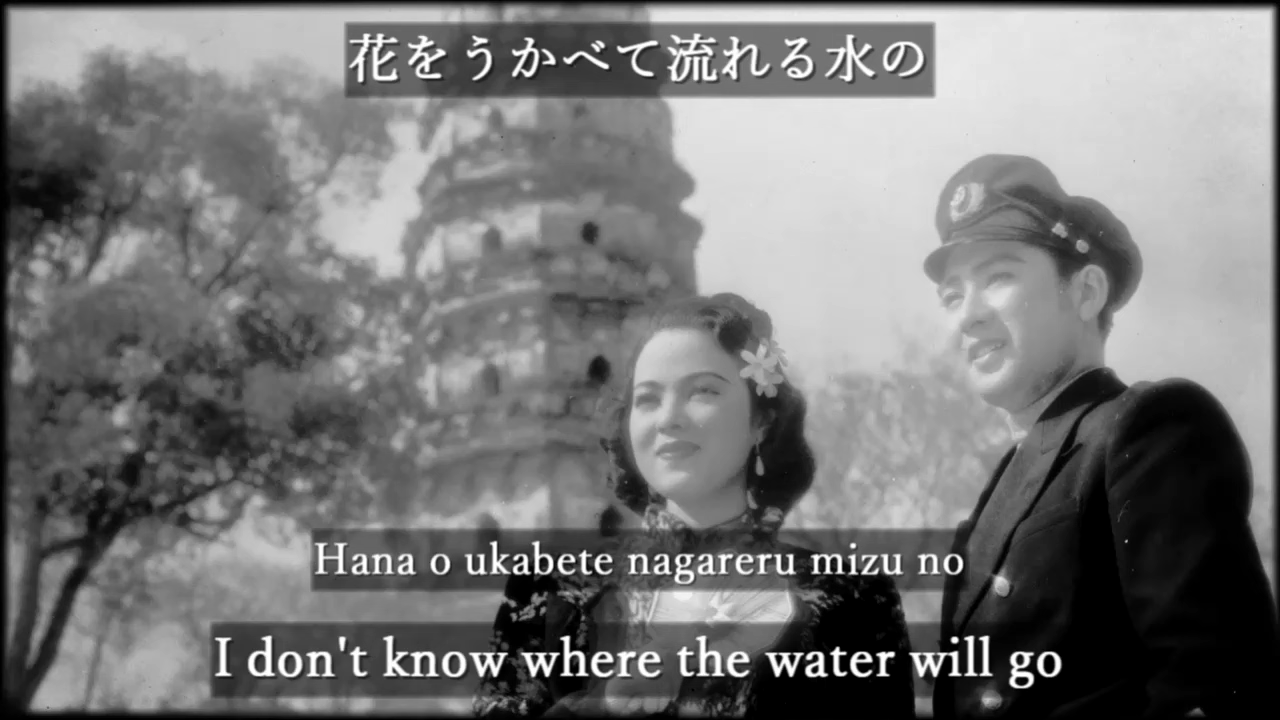 花をうかべて流れる水の
Hana o ukabete nagareru mizu no
I don't know where the water will go